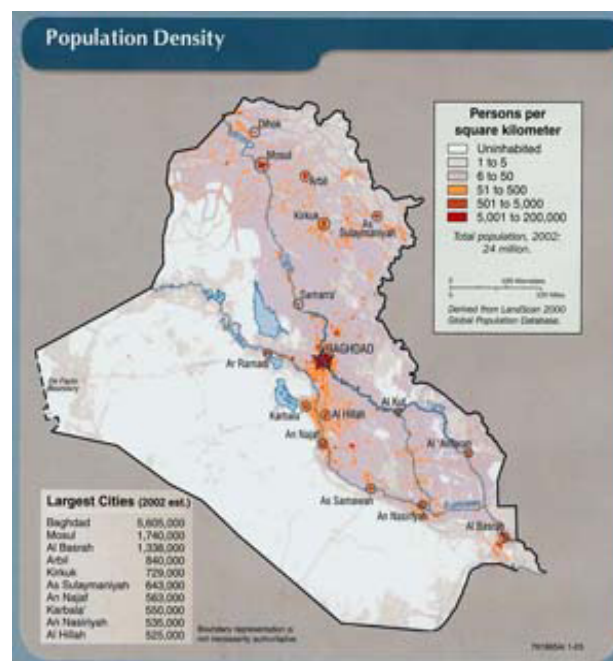 Population Density
Persons per
square kilometer
Uninhabited
1 to 5
6 to 50
51 to 500
501 to 5,000
5,001 to 200,000
Total population, 2002:
24 million.
Derived from LandScan 2000
Global Population Database.
Dihok
Mosul
Arbil
Kirkuk
As
Sulaymaniyah
Samarra'
BAGHDAD
Ar Ramadi
De Facto
Boundary
Karbala'
Al Hillah
Al Kut
An Najaf
Al 'Amarah
As Samawah
An Nasiriyah
Al Basrah
Largest Cities (2002 est.)
Baghdad 5,605,000
Mosul 1,740,000
Al Basrah 1,338,000
Arbil 840,000
Kirkuk 729,000
As Sulaymaniyah 643,000
An Najaf 563,000
Karbala' 550,000
An Nasiriyah 535,000
Al Hillah 525,000
Boundary representation is
not necessarily authoritative.